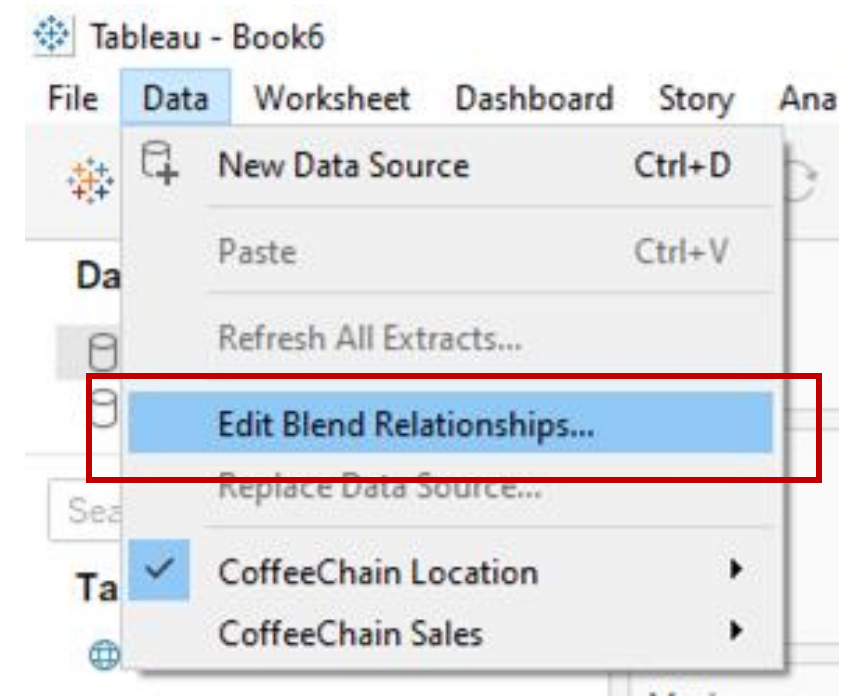 Tableau - Book6
File Data Worksheet Dashboard Story Ana
New Data Source Ctrl+D
Da
Paste Ctrl+V
Refresh All Extracts...
Edit Blend Relationships...
Replace Data Source...
Sea
CoffeeChain Location
Ta
CoffeeChain Sales